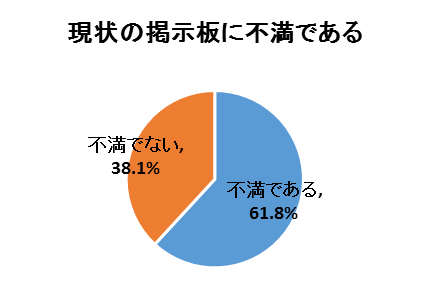 現状の掲示板に不満である
不満でない,
38.1%
不満である,
61.8%